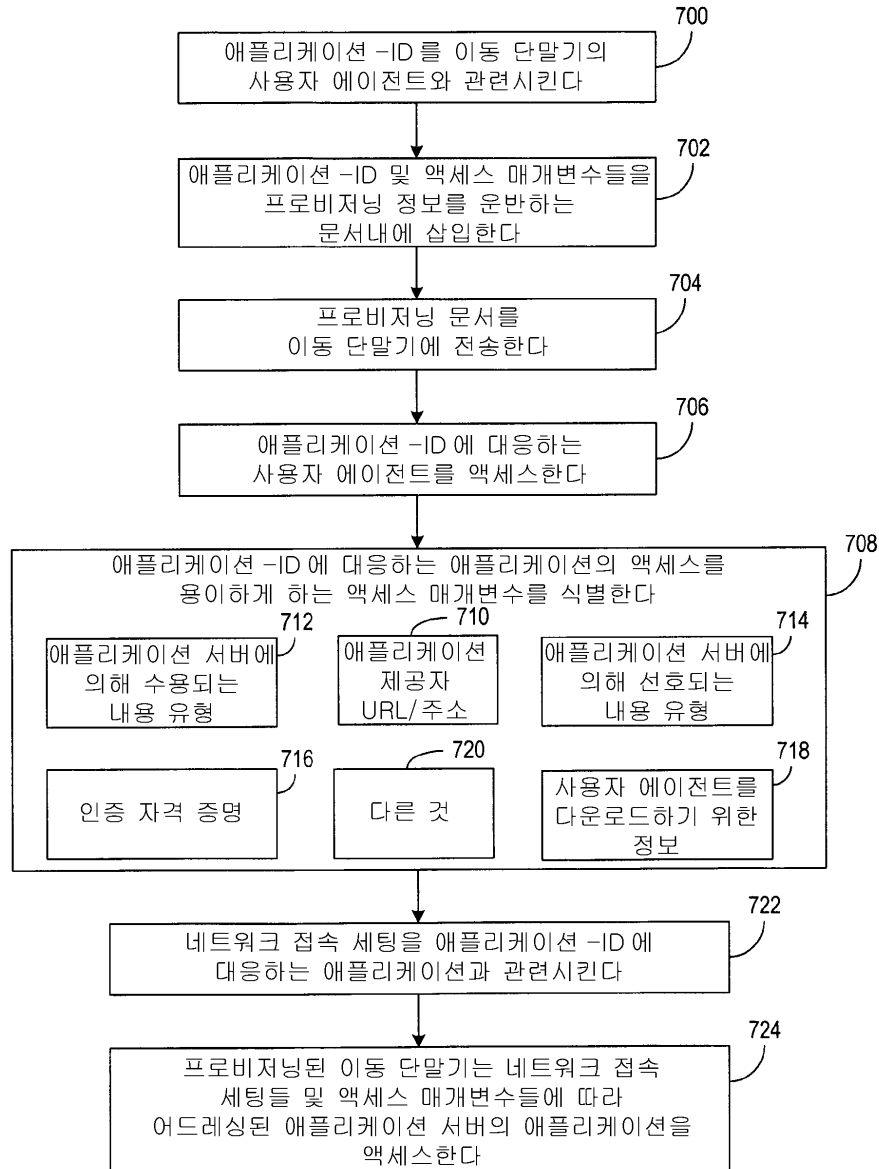 700
애플리케이션 –ID 를 이동 단말기의
사용자 에이전트와 관련시킨다
702
애플리케이션 –ID 및 액세스 매개변수들을
프로비저닝 정보를 운반하는
문서내에 삽입한다
704
프로비저닝 문서를
이동 단말기에 전송한다
706
애플리케이션 –ID 에 대응하는
사용자 에이전트를 액세스한다
708
애플리케이션 –ID 에 대응하는 애플리케이션의 액세스를
용이하게 하는 액세스 매개변수를 식별한다
712
애플리케이션 서버에
의해 수용되는
내용 유형
710
애플리케이션
제공자
URL/주소
714
애플리케이션 서버에
의해 선호되는
내용 유형
716
인증 자격 증명
720
다른 것
718
사용자 에이전트를
다운로드하기 위한
정보
722
네트워크 접속 세팅을 애플리케이션 –ID 에
대응하는 애플리케이션과 관련시킨다
724
프로비저닝된 이동 단말기는 네트워크 접속
세팅들 및 액세스 매개변수들에 따라
어드레싱된 애플리케이션 서버의 애플리케이션을
액세스한다